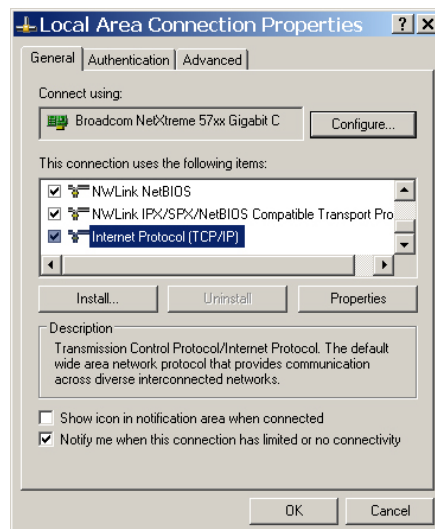 Local Area Connection Properties
General Authentication Advanced
Connect using:
Broadcom NetXtreme 57xx Gigabit C Configure...
This connection uses the following items:
NWLink NetBIOS
NWLink IPX/SPX/NetBIOS Compatible Transport Pro
Internet Protocol (TCP/IP)
Install... Uninstall Properties
Description
Transmission Control Protocol/Internet Protocol. The default
wide area network protocol that provides communication
across diverse interconnected networks.
Show icon in notification area when connected
Notify me when this connection has limited or no connectivity
OK Cancel